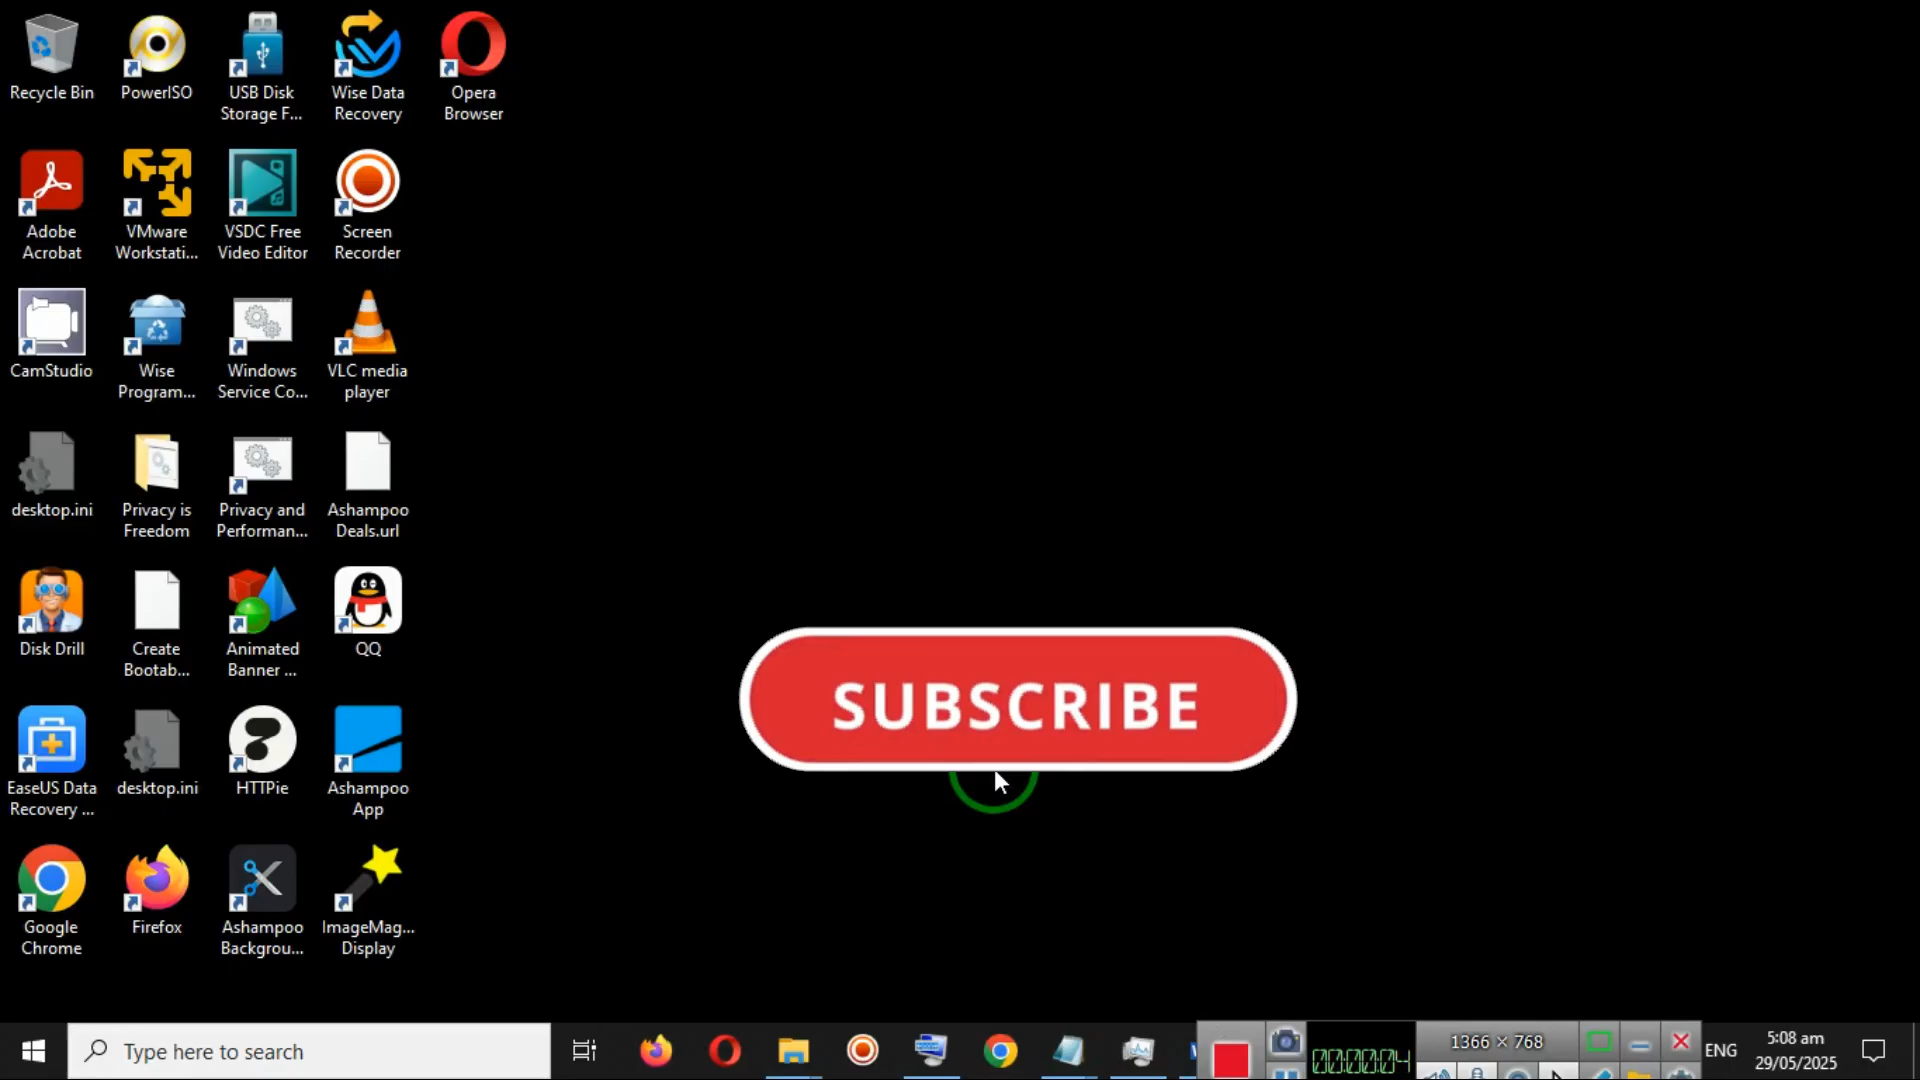 Recycle Bin
PowerISO
USB Disk
Storage F...
Wise Data
Recovery
Opera
Browser
Adobe
Acrobat
VMware
Workstati...
VSDC Free
Video Editor
Screen
Recorder
CamStudio
Wise
Program...
Windows
Service Co...
VLC media
player
desktop.ini
Privacy is
Freedom
Privacy and
Performan...
Ashampoo
Deals.url
Disk Drill
Create
Bootab...
Animated
Banner ...
QQ
SUBSCRIBE
EaseUS Data
Recovery ...
desktop.ini
HTTPie
Ashampoo
App
Google
Chrome
Firefox
Ashampoo
Backgrou...
ImageMag...
Display
Type here to search
00:00:04
1366 × 768
ENG
5:08 am
29/05/2025